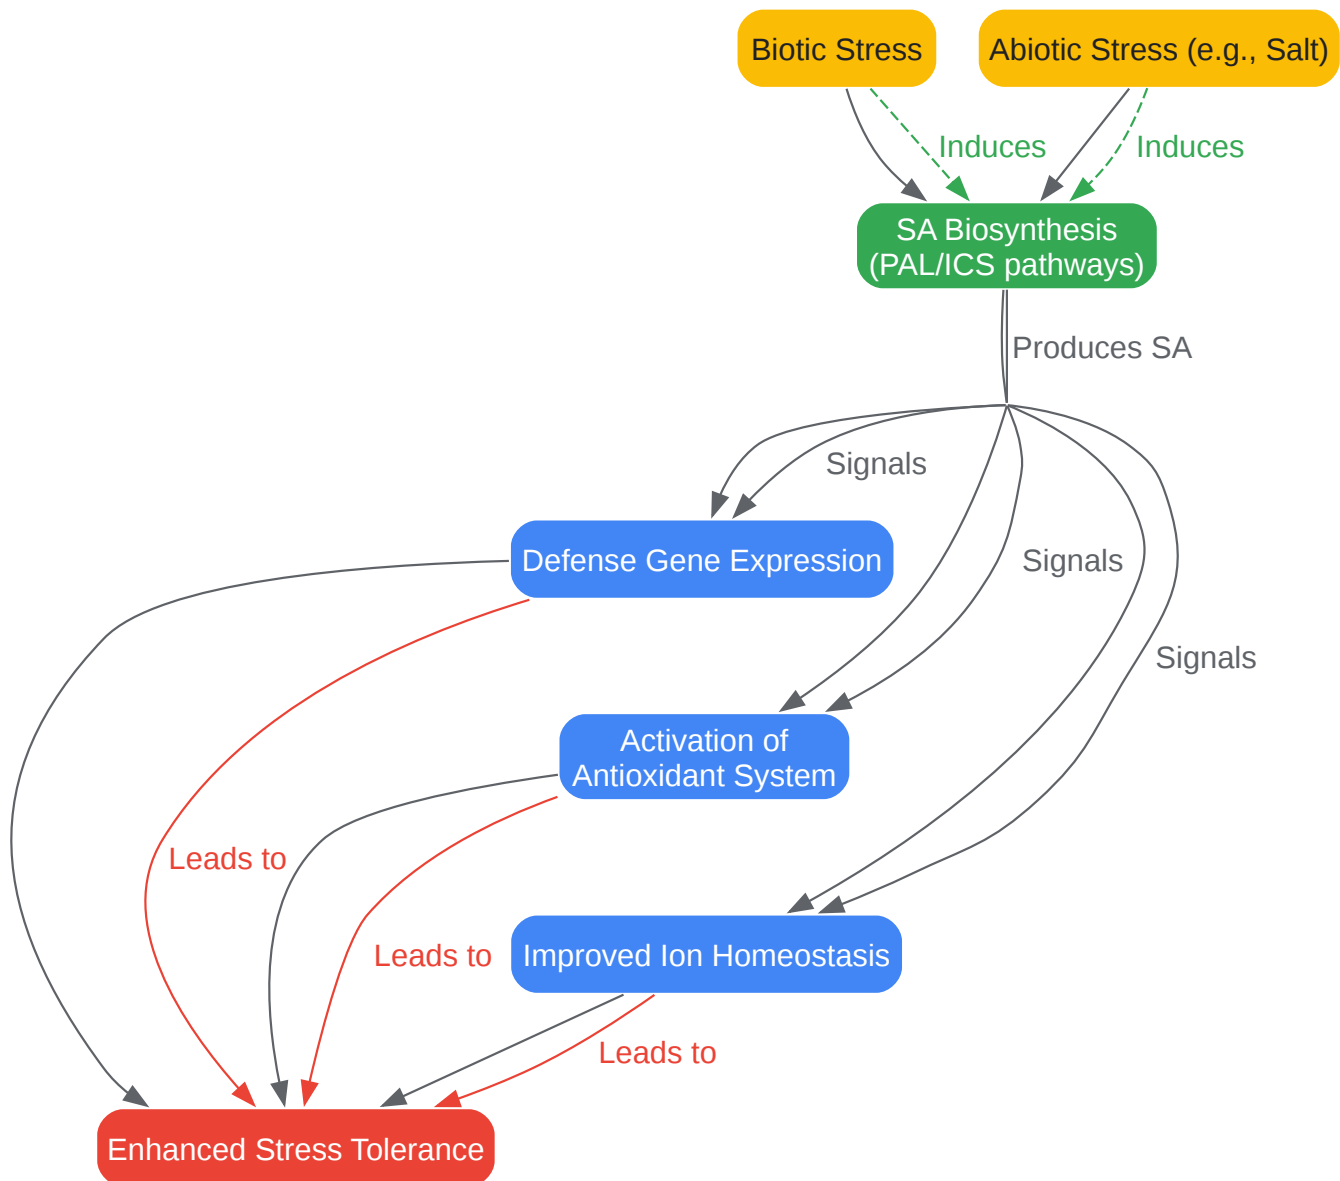 Biotic Stress
Abiotic Stress (e.g., Salt)
Induces
Induces
SA Biosynthesis
(PAL/ICS pathways)
Produces SA
Signals
Defense Gene Expression
Signals
Signals
Activation of
Antioxidant System
Leads to
Leads to
Improved Ion Homeostasis
Leads to
Enhanced Stress Tolerance